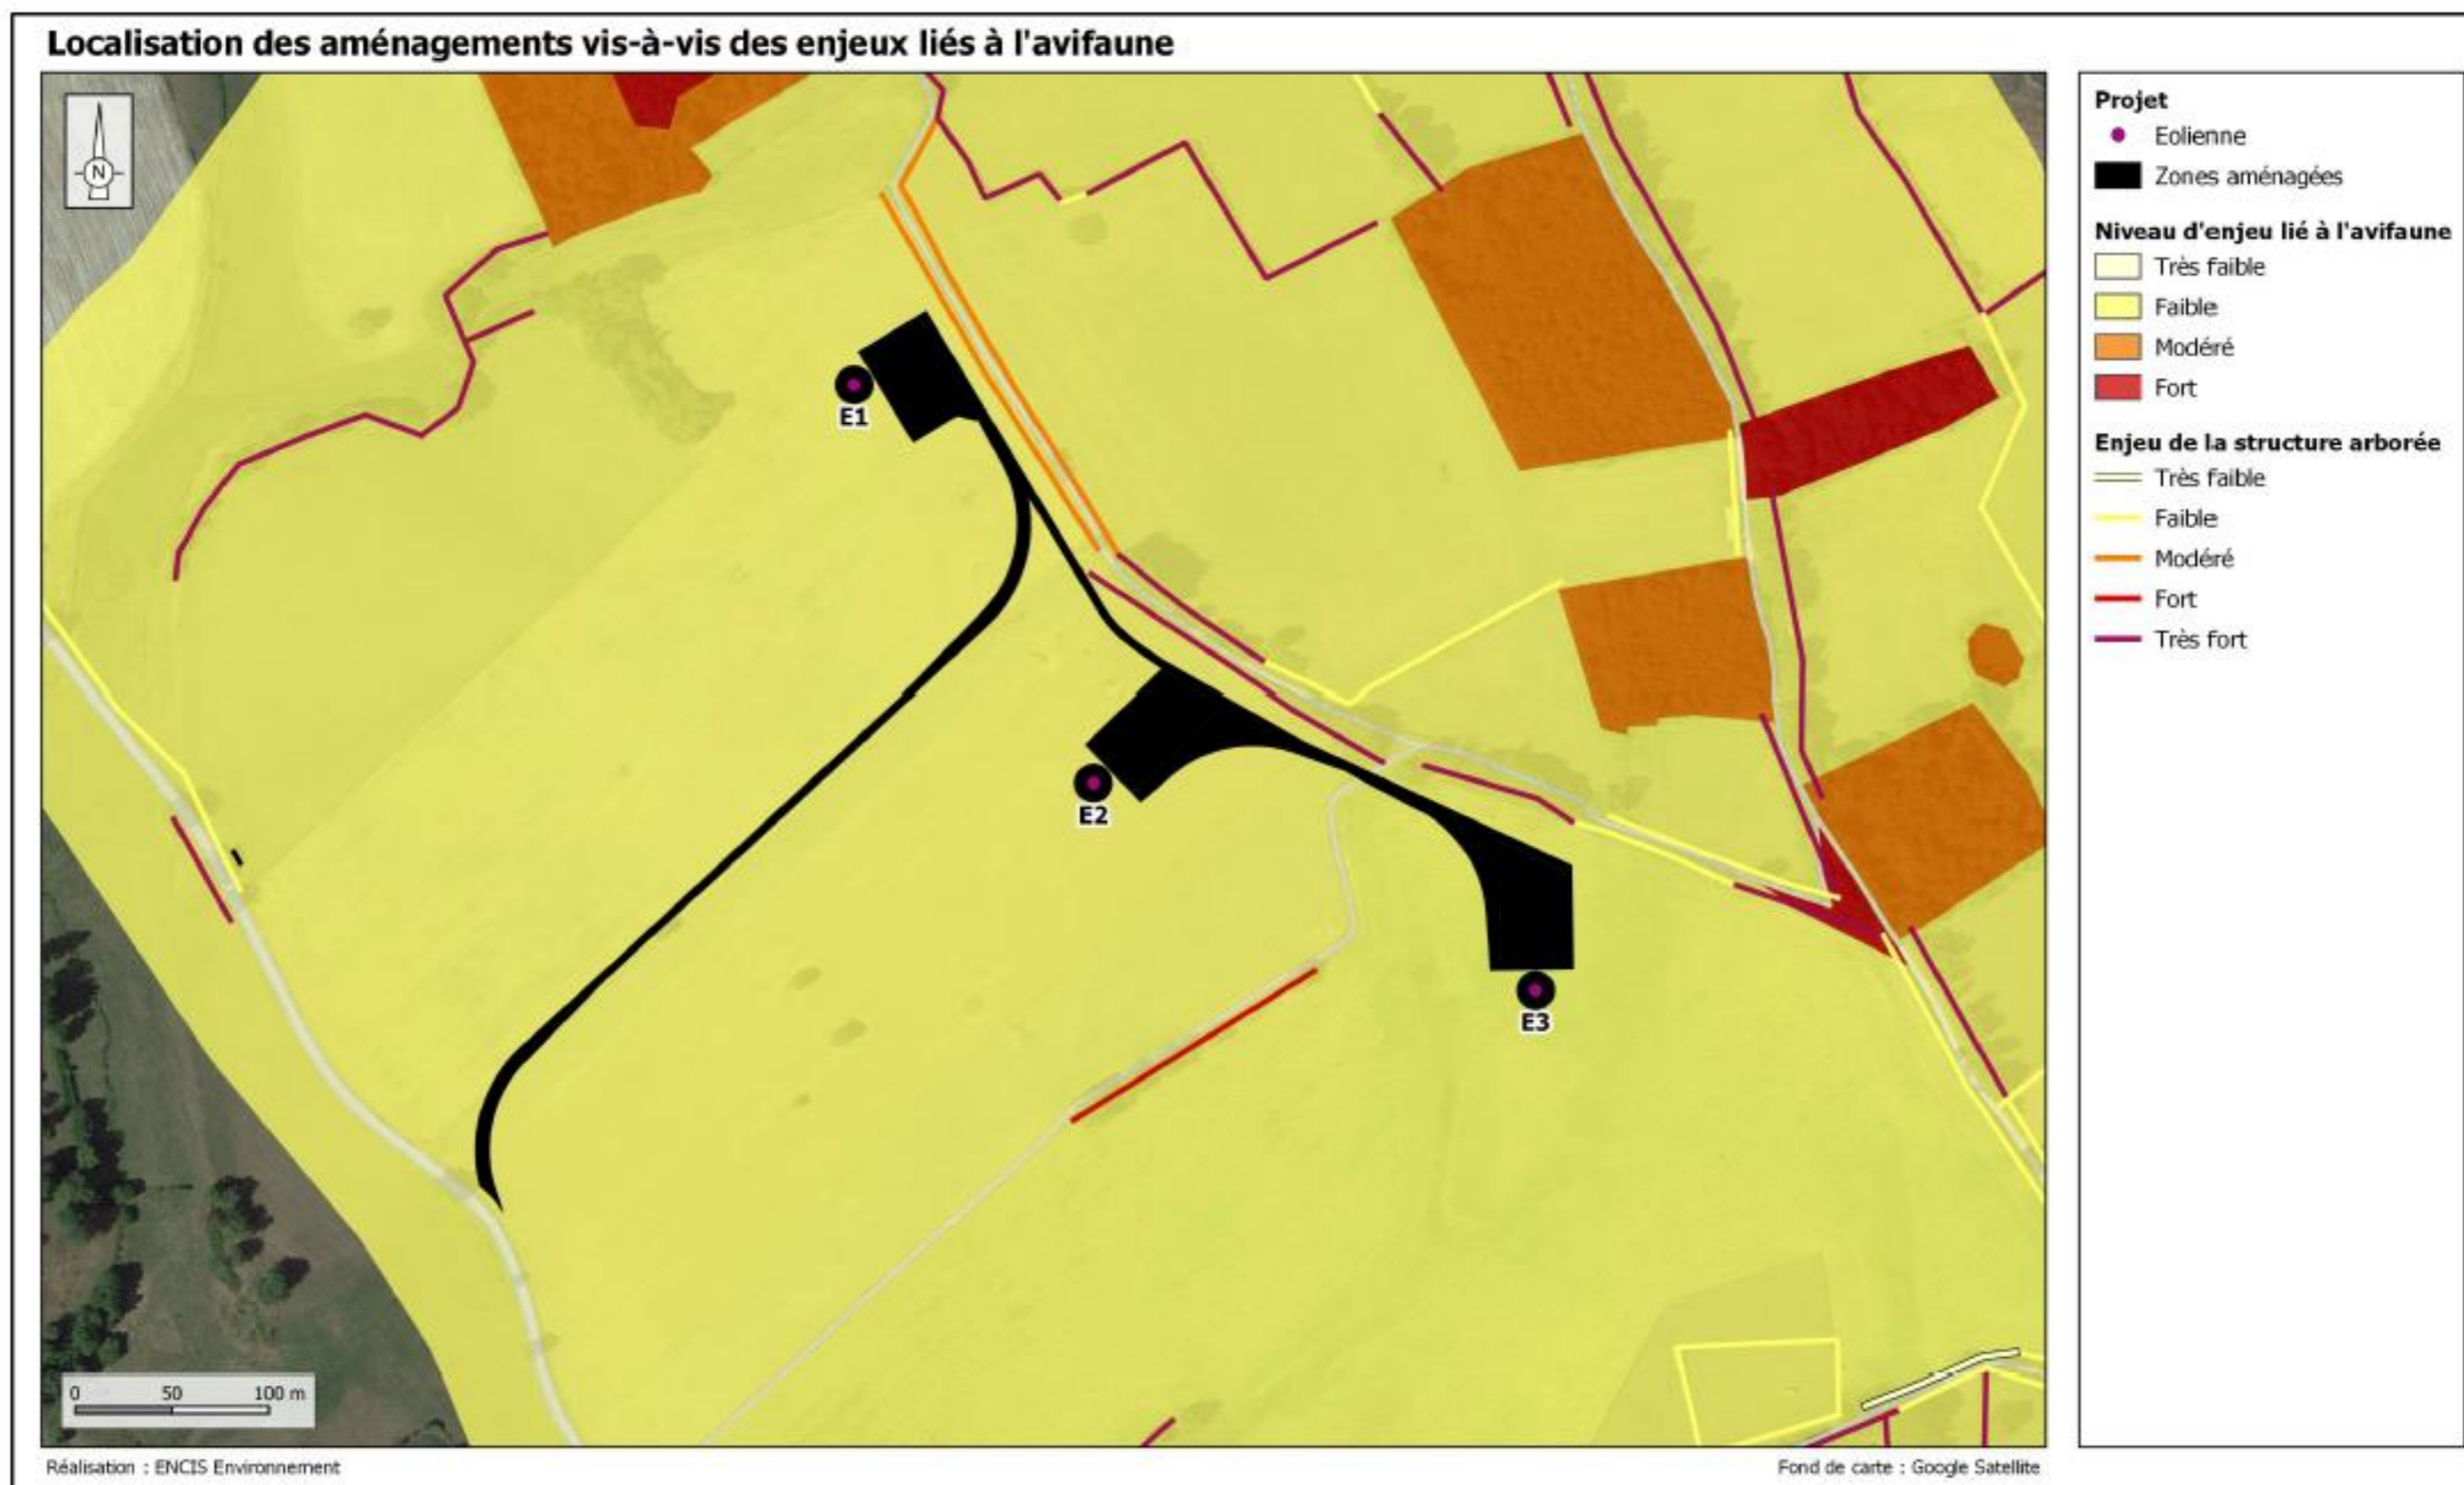 Localisation des aménagements vis-à-vis des enjeux liés à l'avifaune
N
E1
E2
E3
0 50 100 m
Projet
Eolienne
Zones aménagées
Niveau d'enjeu lié à l'avifaune
Très faible
Faible
Modéré
Fort
Enjeu de la structure arborée
Très faible
Faible
Modéré
Fort
Très fort
Réalisation : ENCIS Environnement
Fond de carte : Google Satellite